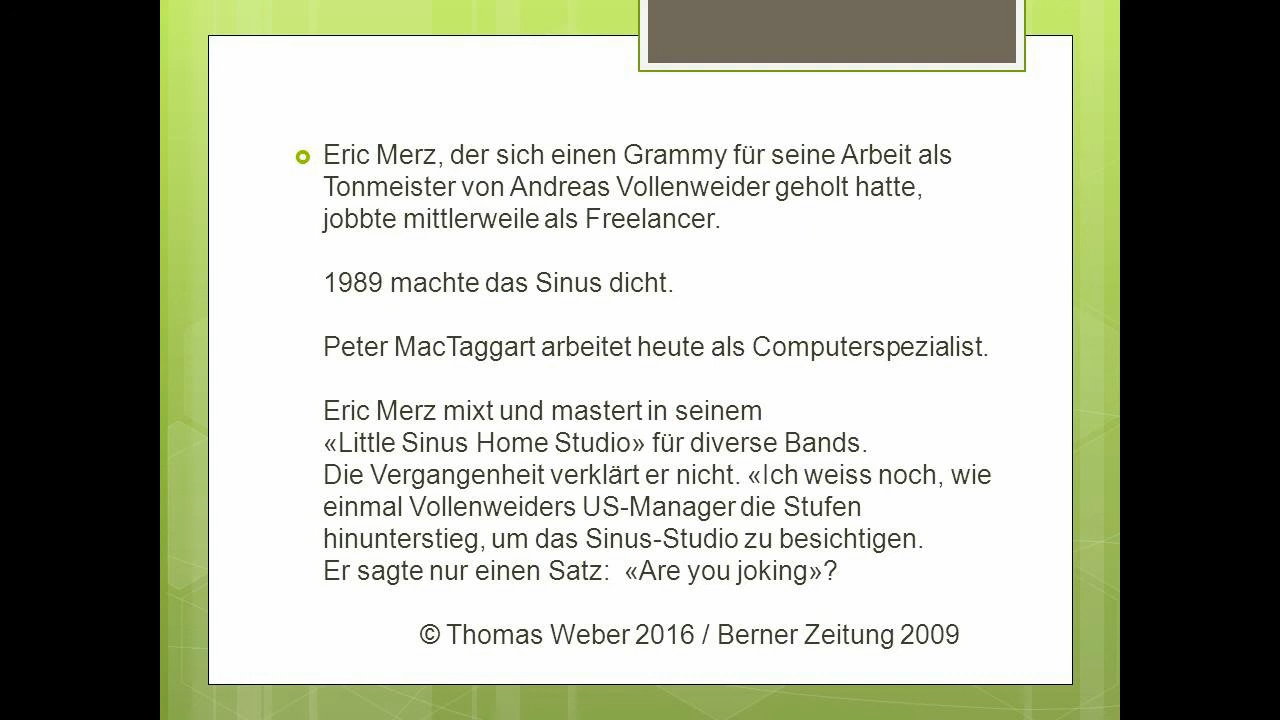 Eric Merz, der sich einen Grammy für seine Arbeit als
Tonmeister von Andreas Vollenweider geholt hatte,
jobbte mittlerweile als Freelancer.
1989 machte das Sinus dicht.
Peter MacTaggart arbeitet heute als Computerspezialist.
Eric Merz mixt und mastert in seinem
«Little Sinus Home Studio» für diverse Bands.
Die Vergangenheit verklärt er nicht. «Ich weiss noch, wie
einmal Vollenweiders US-Manager die Stufen
hinunterstieg, um das Sinus-Studio zu besichtigen.
Er sagte nur einen Satz: «Are you joking»?
© Thomas Weber 2016 / Berner Zeitung 2009